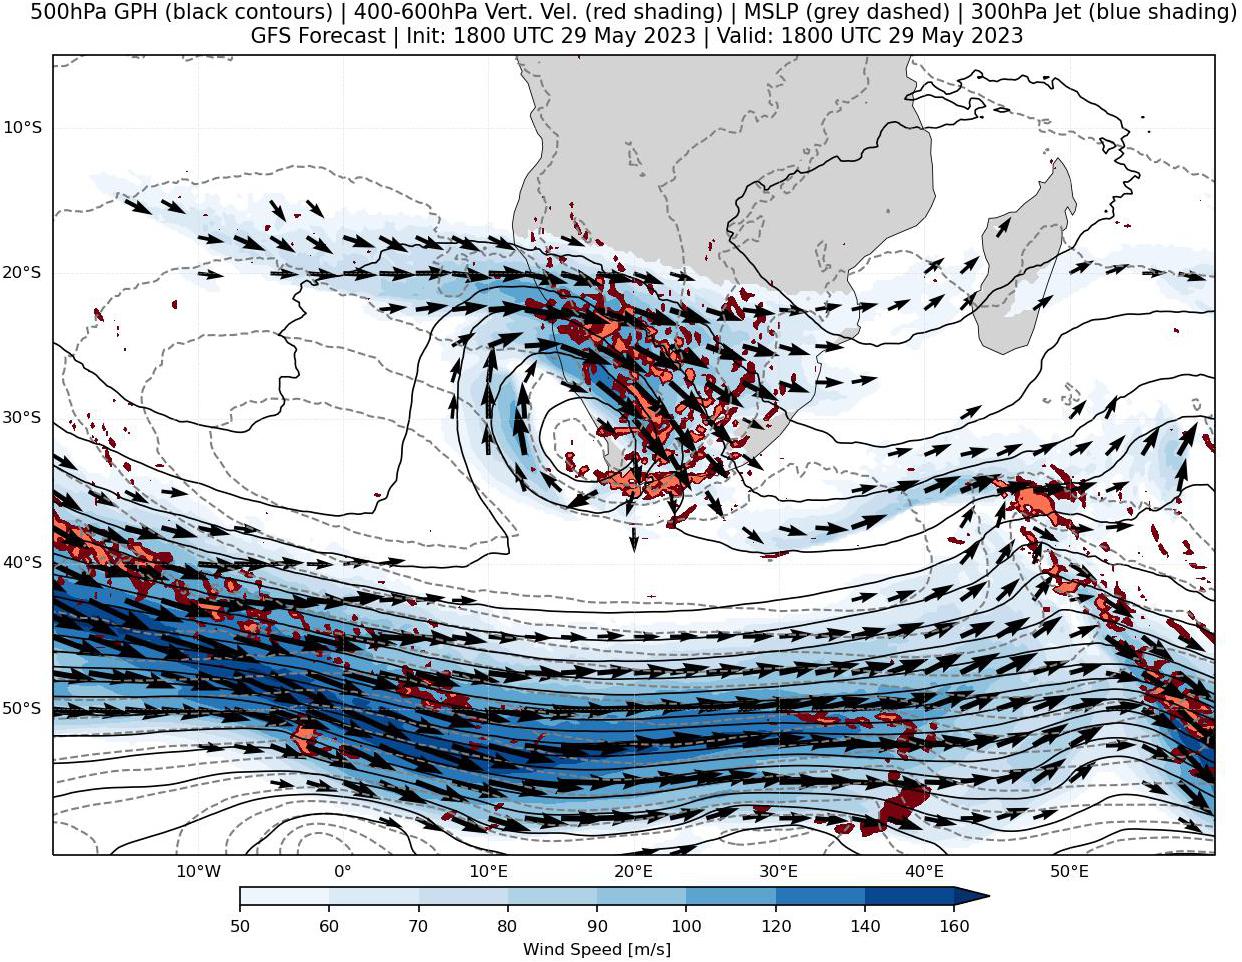 500hPa GPH (black contours) | 400-600hPa Vert. Vel. (red shading) | MSLP (grey dashed) | 300hPa Jet (blue shading)
GFS Forecast | Init: 1800 UTC 29 May 2023 | Valid: 1800 UTC 29 May 2023
10°S
20°S
30°S
40°S
50°S
10°W 0° 10°E 20°E 30°E 40°E 50°E
50 60 70 80 90 100 120 140 160
Wind Speed [m/s]